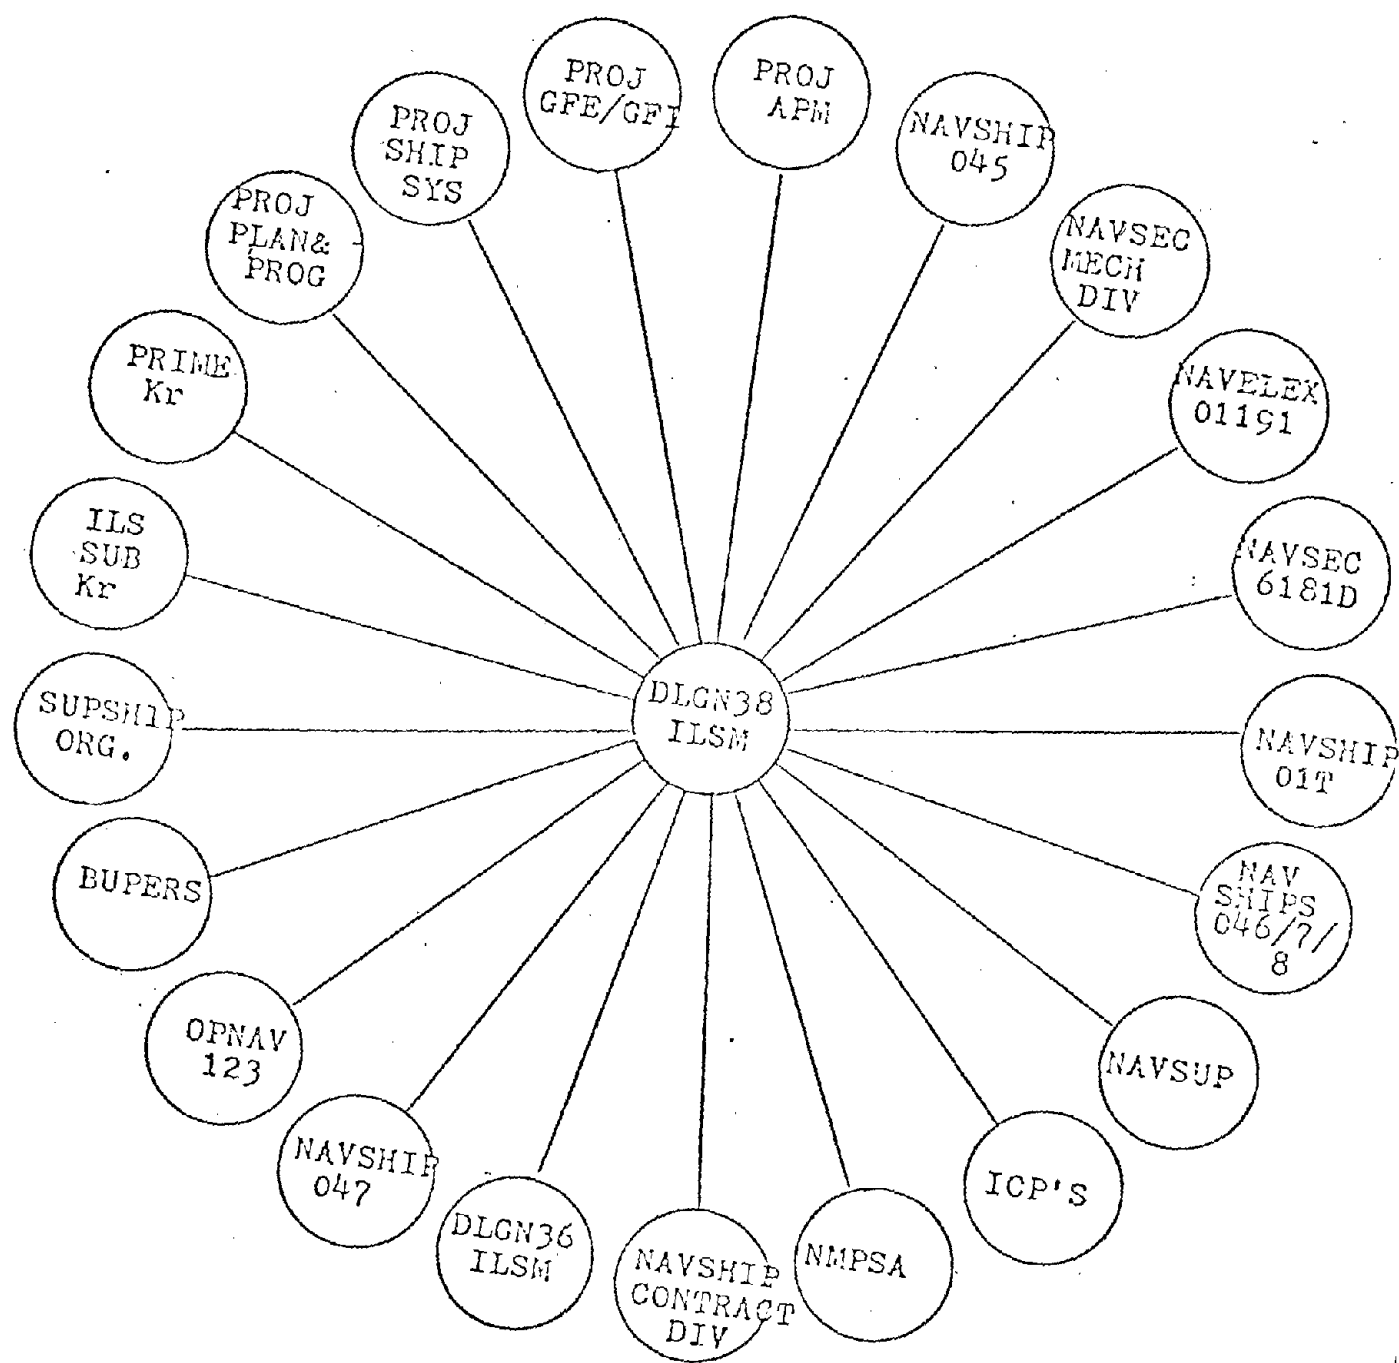 PROJ
GFE/GFI
PROJ
APM
NAVSHIP
045
NAVSEC
MECH
DIV
NAVELEX
01191
NAVSEC
6181D
NAVSHIP
01T
NAV
SHIPS
046/7/
8
NAVSUP
ICP'S
NMPSA
NAVSHIP
CONTRACT
DIV
DLGN36
ILSM
NAVSHIP
047
OPNAV
123
BUPERS
SUPSHIP
ORG.
ILS
SUB
Kr
PRIME
Kr
PROJ
PLAN&
PROG
PROJ
SHIP
SYS
DLGN38
ILSM